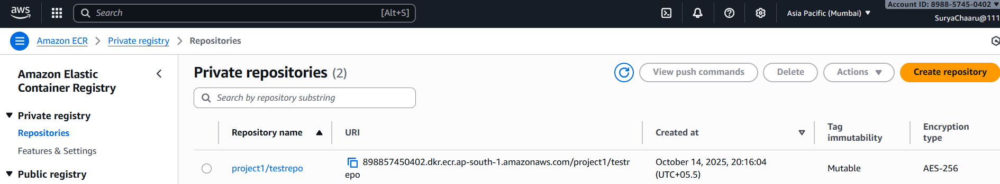 aws
Search
[Alt+S]
Asia Pacific (Mumbai)
Account ID: 8988-5745-0402
SuryaChaaru@111
Amazon ECR
Private registry
Repositories
Amazon Elastic
Container Registry
Private registry
Repositories
Features & Settings
Public registry
Private repositories (2)
View push commands
Delete
Actions
Create repository
Search by repository substring
Repository name
URI
Created at
Tag
immutability
Encryption
type
project1/testrepo
898857450402.dkr.ecr.ap-south-1.amazonaws.com/project1/testr
epo
October 14, 2025, 20:16:04
(UTC+05.5)
Mutable
AES-256